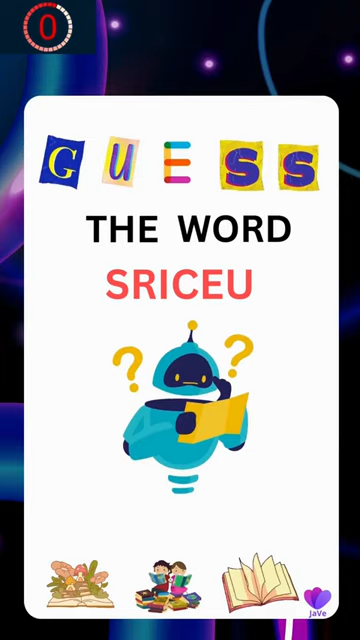 0
GUESS
THE WORD
SRICEU
? ?
JaVe